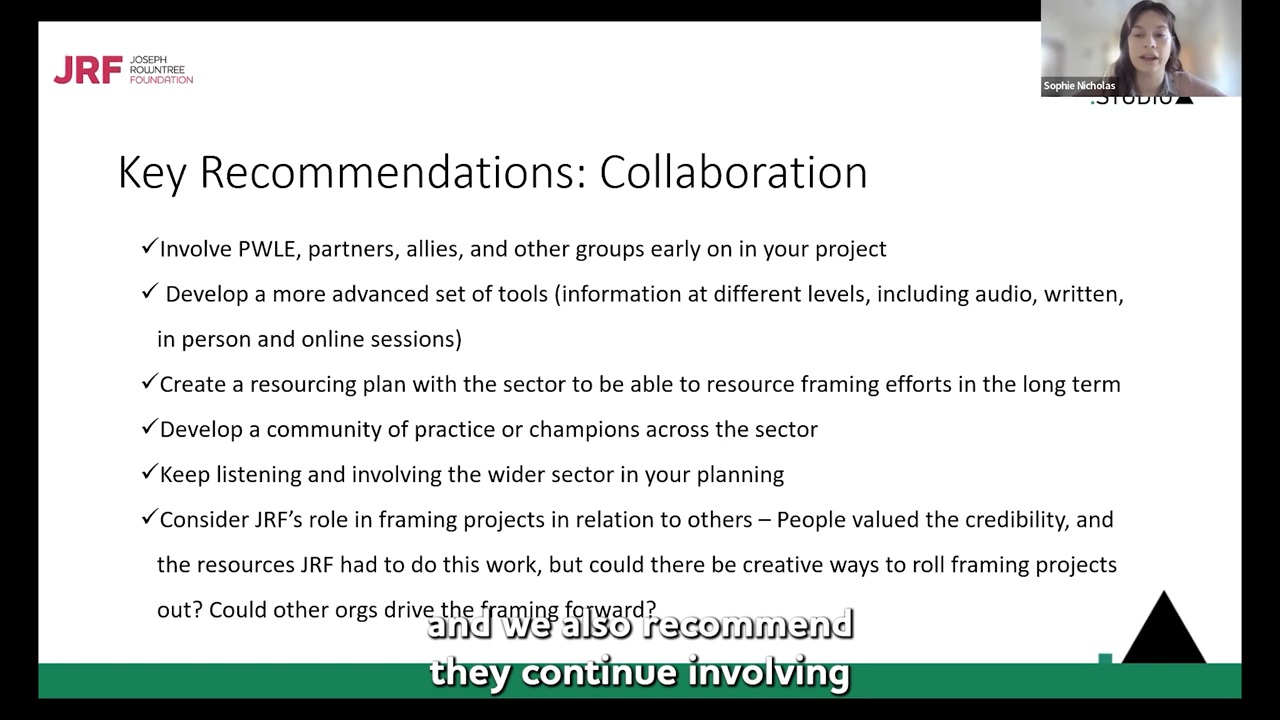 JRF JOSEPH
ROWNTREE
FOUNDATION
Sophie Nicholas
.STUDIO
Key Recommendations: Collaboration
✓Involve PWLE, partners, allies, and other groups early on in your project
✓ Develop a more advanced set of tools (information at different levels, including audio, written,
in person and online sessions)
✓Create a resourcing plan with the sector to be able to resource framing efforts in the long term
✓Develop a community of practice or champions across the sector
✓Keep listening and involving the wider sector in your planning
✓Consider JRF’s role in framing projects in relation to others – People valued the credibility, and
the resources JRF had to do this work, but could there be creative ways to roll framing projects
out? Could other orgs drive the framing forward?
and we also recommend
they continue involving